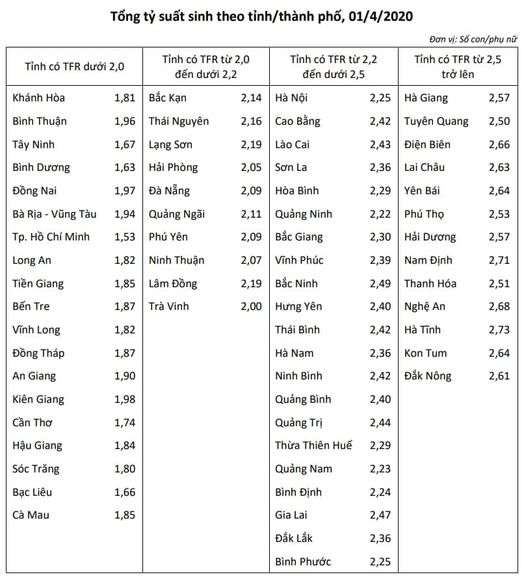 Tổng tỷ suất sinh theo tỉnh/thành phố, 01/4/2020
Đơn vị: Số con/phụ nữ
Tỉnh có TFR dưới 2,0
Khánh Hòa 1,81
Bình Thuận 1,96
Tây Ninh 1,67
Bình Dương 1,63
Đồng Nai 1,97
Bà Rịa - Vũng Tàu 1,94
Tp. Hồ Chí Minh 1,53
Long An 1,82
Tiền Giang 1,85
Bến Tre 1,87
Vĩnh Long 1,82
Đồng Tháp 1,87
An Giang 1,90
Kiên Giang 1,98
Cần Thơ 1,74
Hậu Giang 1,84
Sóc Trăng 1,80
Bạc Liêu 1,66
Cà Mau 1,85
Tỉnh có TFR từ 2,0
đến dưới 2,2
Bắc Kạn 2,14
Thái Nguyên 2,16
Lạng Sơn 2,19
Hải Phòng 2,05
Đà Nẵng 2,09
Quảng Ngãi 2,11
Phú Yên 2,09
Ninh Thuận 2,07
Lâm Đồng 2,19
Trà Vinh 2,00
Tỉnh có TFR từ 2,2
đến dưới 2,5
Hà Nội 2,25
Cao Bằng 2,42
Lào Cai 2,43
Sơn La 2,36
Hòa Bình 2,29
Quảng Ninh 2,22
Bắc Giang 2,30
Vĩnh Phúc 2,39
Bắc Ninh 2,49
Hưng Yên 2,40
Thái Bình 2,42
Hà Nam 2,36
Ninh Bình 2,42
Quảng Bình 2,40
Quảng Trị 2,44
Thừa Thiên Huế 2,29
Quảng Nam 2,23
Bình Định 2,24
Gia Lai 2,47
Đắk Lắk 2,36
Bình Phước 2,25
Tỉnh có TFR từ 2,5
trở lên
Hà Giang 2,57
Tuyên Quang 2,50
Điện Biên 2,66
Lai Châu 2,63
Yên Bái 2,64
Phú Thọ 2,53
Hải Dương 2,57
Nam Định 2,71
Thanh Hóa 2,51
Nghệ An 2,68
Hà Tĩnh 2,73
Kon Tum 2,64
Đắk Nông 2,61